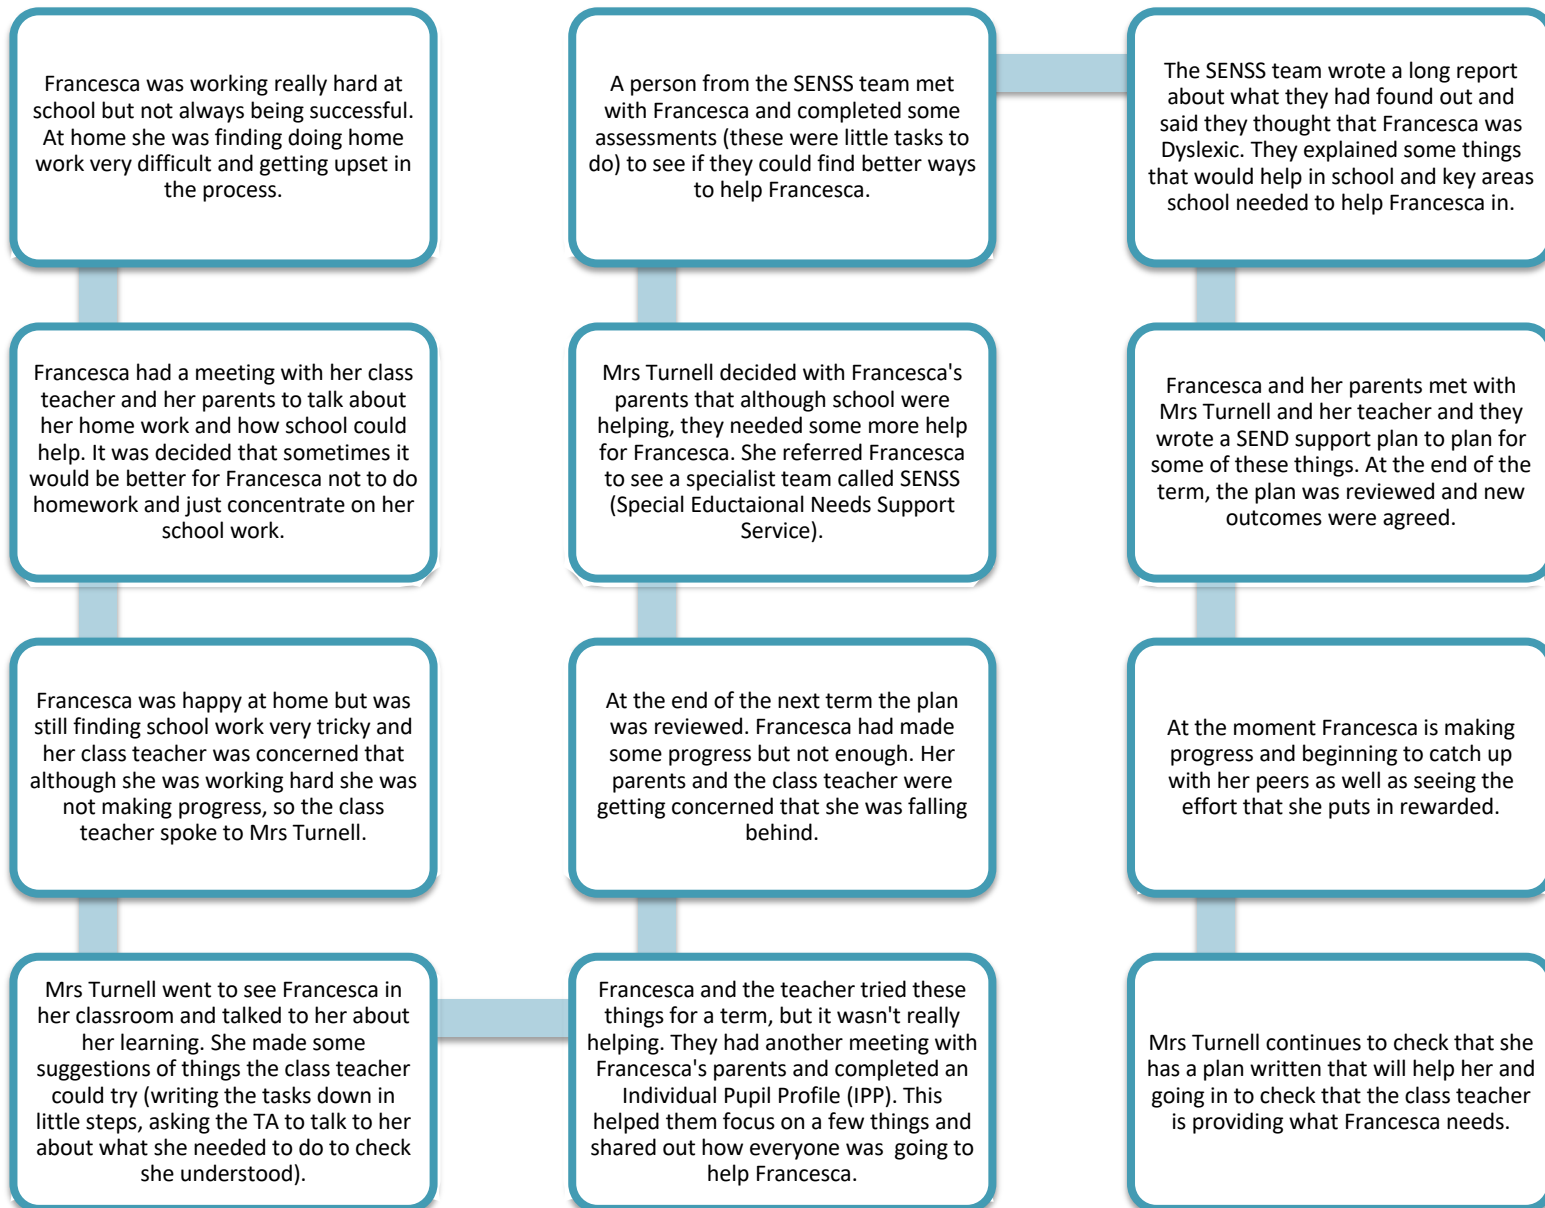 Francesca was working really hard at
school but not always being successful.
At home she was finding doing home
work very difficult and getting upset in
the process.
Francesca had a meeting with her class
teacher and her parents to talk about
her home work and how school could
help. It was decided that sometimes it
would be better for Francesca not to do
homework and just concentrate on her
school work.
Francesca was happy at home but was
still finding school work very tricky and
her class teacher was concerned that
although she was working hard she was
not making progress, so the class
teacher spoke to Mrs Turnell.
Mrs Turnell went to see Francesca in
her classroom and talked to her about
her learning. She made some
suggestions of things the class teacher
could try (writing the tasks down in
little steps, asking the TA to talk to her
about what she needed to do to check
she understood).
Francesca and the teacher tried these
things for a term, but it wasn't really
helping. They had another meeting with
Francesca's parents and completed an
Individual Pupil Profile (IPP). This
helped them focus on a few things and
shared out how everyone was going to
help Francesca.
At the end of the next term the plan
was reviewed. Francesca had made
some progress but not enough. Her
parents and the class teacher were
getting concerned that she was falling
behind.
Mrs Turnell decided with Francesca's
parents that although school were
helping, they needed some more help
for Francesca. She referred Francesca
to see a specialist team called SENSS
(Special Eductaional Needs Support
Service).
A person from the SENSS team met
with Francesca and completed some
assessments (these were little tasks to
do) to see if they could find better ways
to help Francesca.
The SENSS team wrote a long report
about what they had found out and
said they thought that Francesca was
Dyslexic. They explained some things
that would help in school and key areas
school needed to help Francesca in.
Francesca and her parents met with
Mrs Turnell and her teacher and they
wrote a SEND support plan to plan for
some of these things. At the end of the
term, the plan was reviewed and new
outcomes were agreed.
At the moment Francesca is making
progress and beginning to catch up
with her peers as well as seeing the
effort that she puts in rewarded.
Mrs Turnell continues to check that she
has a plan written that will help her and
going in to check that the class teacher
is providing what Francesca needs.